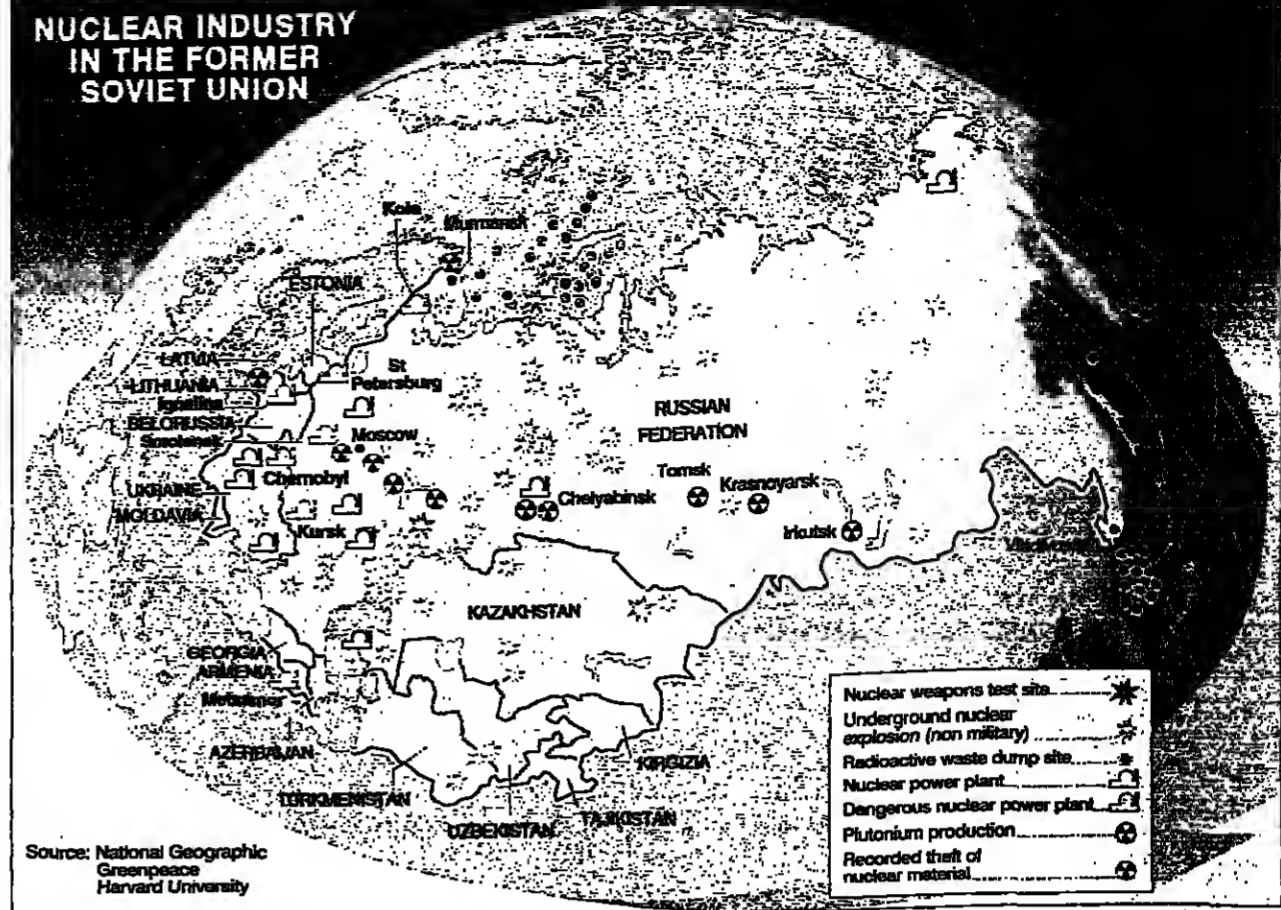 NUCLEAR INDUSTRY
IN THE FORMER
SOVIET UNION
Kola
Murmansk
ESTONIA
LATVIA
LITHUANIA
Ignalina
BELORUSSIA
Smolensk
UKRAINE
MOLDAVIA
St
Petersburg
Moscow
Chernobyl
Kursk
RUSSIAN
FEDERATION
Tomsk
Krasnoyarsk
Chelyabinsk
Irkutsk
KAZAKHSTAN
GEORGIA
ARMENIA
AZERBAIJAN
TURKMENISTAN
UZBEKISTAN
TAJIKISTAN
KIRGIZIA
Nuclear weapons test site
Underground nuclear
explosion (non military)
Radioactive waste dump site
Nuclear power plant
Dangerous nuclear power plant
Plutonium production
Recorded theft of
nuclear material
Source: National Geographic
Greenpeace
Harvard University